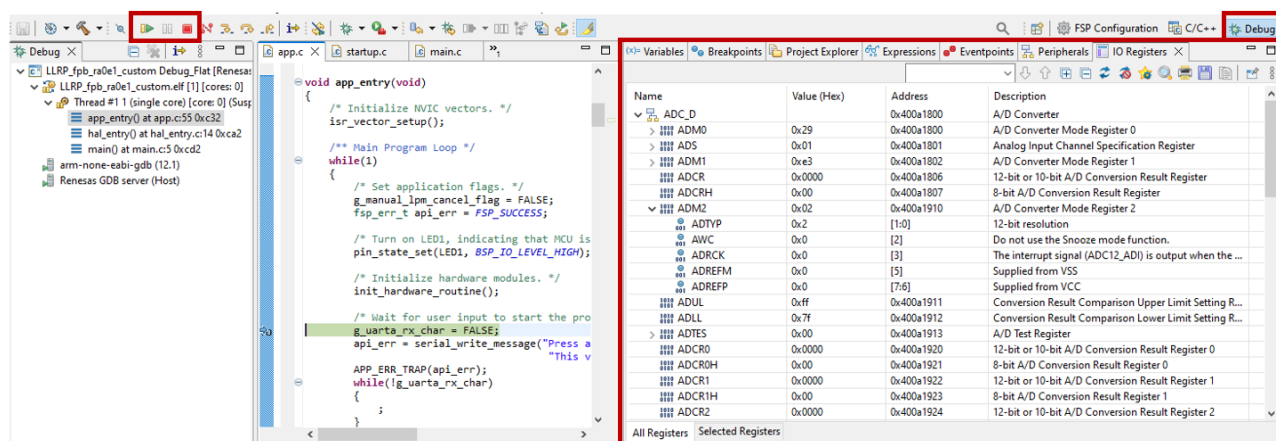 FSP Configuration C/C++ Debug
Debug
LLRP_fpb_ra0e1_custom Debug_Flat [Renesas
LLRP_fpb_ra0e1_custom.elf [1] [cores: 0]
Thread #1 1 (single core) [core: 0] (Susp
app_entry() at app.c:55 0xc32
hal_entry() at hal_entry.c:14 0xca2
main() at main.c:5 0xcd2
arm-none-eabi-gdb (12.1)
Renesas GDB server (Host)
app.c startup.c main.c »1
void app_entry(void)
{
/* Initialize NVIC vectors. */
isr_vector_setup();
/** Main Program Loop */
while(1)
{
/* Set application flags. */
g_manual_lpm_cancel_flag = FALSE;
fsp_err_t api_err = FSP_SUCCESS;
/* Turn on LED1, indicating that MCU is
pin_state_set(LED1, BSP_IO_LEVEL_HIGH);
/* Initialize hardware modules. */
init_hardware_routine();
/* Wait for user input to start the pro
g_uarta_rx_char = FALSE;
api_err = serial_write_message("Press a
"This v
APP_ERR_TRAP(api_err);
while(!g_uarta_rx_char)
{
;
}
(x)= Variables Breakpoints Project Explorer Expressions Eventpoints Peripherals IO Registers
Name Value (Hex) Address Description
ADC_D 0x400a1800 A/D Converter
ADM0 0x29 0x400a1800 A/D Converter Mode Register 0
ADS 0x01 0x400a1801 Analog Input Channel Specification Register
ADM1 0xe3 0x400a1802 A/D Converter Mode Register 1
ADCR 0x0000 0x400a1806 12-bit or 10-bit A/D Conversion Result Register
ADCRH 0x00 0x400a1807 8-bit A/D Conversion Result Register
ADM2 0x02 0x400a1910 A/D Converter Mode Register 2
ADTYP 0x2 [1:0] 12-bit resolution
AWC 0x0 [2] Do not use the Snooze mode function.
ADRCK 0x0 [3] The interrupt signal (ADC12_ADI) is output when the ...
ADREFM 0x0 [5] Supplied from VSS
ADREFP 0x0 [7:6] Supplied from VCC
ADUL 0xff 0x400a1911 Conversion Result Comparison Upper Limit Setting R...
ADLL 0x7f 0x400a1912 Conversion Result Comparison Lower Limit Setting R...
ADTES 0x00 0x400a1913 A/D Test Register
ADCR0 0x0000 0x400a1920 12-bit or 10-bit A/D Conversion Result Register 0
ADCR0H 0x00 0x400a1921 8-bit A/D Conversion Result Register 0
ADCR1 0x0000 0x400a1922 12-bit or 10-bit A/D Conversion Result Register 1
ADCR1H 0x00 0x400a1923 8-bit A/D Conversion Result Register 1
ADCR2 0x0000 0x400a1924 12-bit or 10-bit A/D Conversion Result Register 2
All Registers Selected Registers